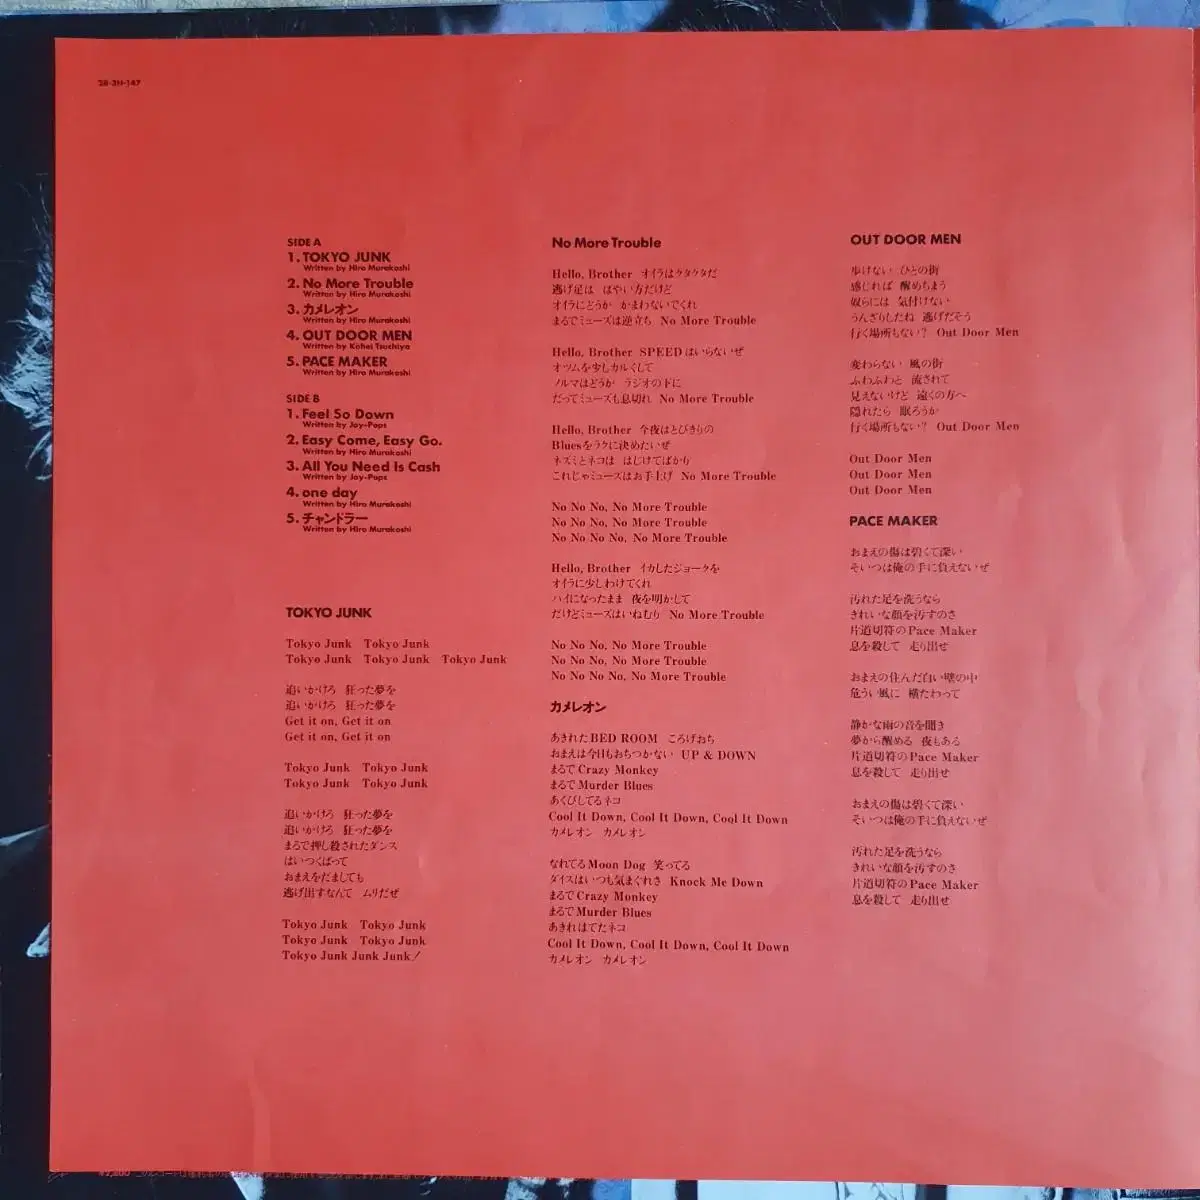 28-3H-147
SIDE A
1. TOKYO JUNK
Written by Hiro Murakoshi
2. No More Trouble
Written by Hiro Murakoshi
3. カメレオン
Written by Hiro Murakoshi
4. OUT DOOR MEN
Written by Kohei Tsuchiya
5. PACE MAKER
Written by Hiro Murakoshi
SIDE B
1. Feel So Down
Written by Joy-Pops
2. Easy Come, Easy Go.
Written by Hiro Murakoshi
3. All You Need Is Cash
Written by Joy-Pops
4. one day
Written by Hiro Murakoshi
5. チャンドラー
Written by Hiro Murakoshi
TOKYO JUNK
Tokyo Junk Tokyo Junk
Tokyo Junk Tokyo Junk Tokyo Junk
追いかけろ 狂った夢を
追いかけろ 狂った夢を
Get it on, Get it on
Get it on, Get it on
Tokyo Junk Tokyo Junk
Tokyo Junk Tokyo Junk
追いかけろ 狂った夢を
追いかけろ 狂った夢を
まるで押し殺されたダンス
はいつくばって
おまえをだましても
逃げ出すなんて ムリだぜ
Tokyo Junk Tokyo Junk
Tokyo Junk Tokyo Junk
Tokyo Junk Junk Junk！
No More Trouble
Hello, Brother オイラはクタクタだ
逃げ足は はやい方だけど
オイラにどうか かまわないでくれ
まるでミューズは逆立ち No More Trouble
Hello, Brother SPEEDはいらないぜ
オツムを少しカルくして
ノルマはどうか ラジオの下に
だってミューズも息切れ No More Trouble
Hello, Brother 今夜はとびきりの
Bluesをラクに決めたいぜ
ネズミとネコは はじけてばかり
これじゃミューズはお手上げ No More Trouble
No No No, No More Trouble
No No No, No More Trouble
No No No No, No More Trouble
Hello, Brother イカしたジョークを
オイラに少しわけてくれ
ハイになったまま 夜を明かして
だけどミューズはいねむり No More Trouble
No No No, No More Trouble
No No No, No More Trouble
No No No No, No More Trouble
カメレオン
あきれたBED ROOM ころげおち
おまえは今日もおちつかない UP & DOWN
まるでCrazy Monkey
まるでMurder Blues
あくびしてるネコ
Cool It Down, Cool It Down, Cool It Down
カメレオン カメレオン
なれてるMoon Dog 笑ってる
ダイスはいつも気まぐれさ Knock Me Down
まるでCrazy Monkey
まるでMurder Blues
あきれはてたネコ
Cool It Down, Cool It Down, Cool It Down
カメレオン カメレオン
OUT DOOR MEN
歩けない ひとの街
感じれば 醒めちまう
奴らには 気付けない
うんざりしたね 逃げだそう
行く場所もない？ Out Door Men
変わらない 風の街
ふわふわと 流されて
見えないけど 遠くの方へ
隠れたら 眠ろうか
行く場所もない？ Out Door Men
Out Door Men
Out Door Men
Out Door Men
PACE MAKER
おまえの傷は碧くて深い
そいつは俺の手に負えないぜ
汚れた足を洗うなら
きれいな顔を汚すのさ
片道切符のPace Maker
息を殺して 走り出せ
おまえの住んだ白い壁の中
危うい風に 横たわって
静かな雨の音を聞き
夢から醒める 夜もある
片道切符のPace Maker
息を殺して 走り出せ
おまえの傷は碧くて深い
そいつは俺の手に負えないぜ
汚れた足を洗うなら
きれいな顔を汚すのさ
片道切符のPace Maker
息を殺して 走り出せ